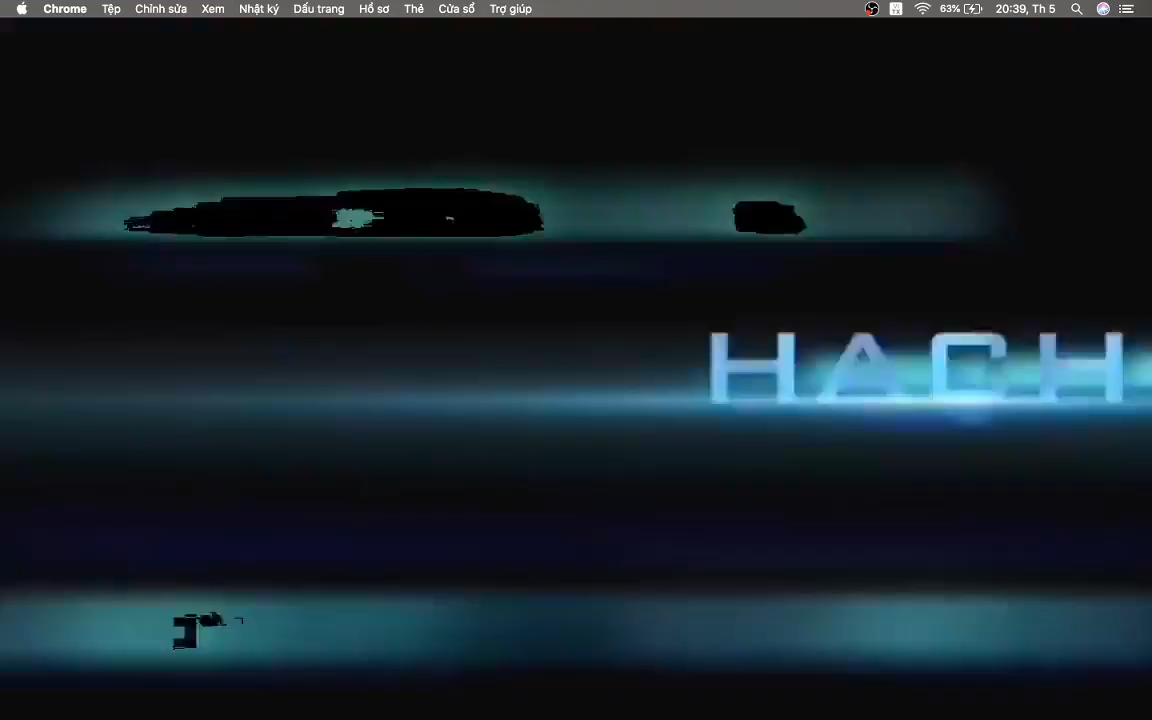 Chrome Tệp Chỉnh sửa Xem Nhật ký Dấu trang Hồ sơ Thẻ Cửa sổ Trợ giúp 63% 20:39, Th 5
HACH